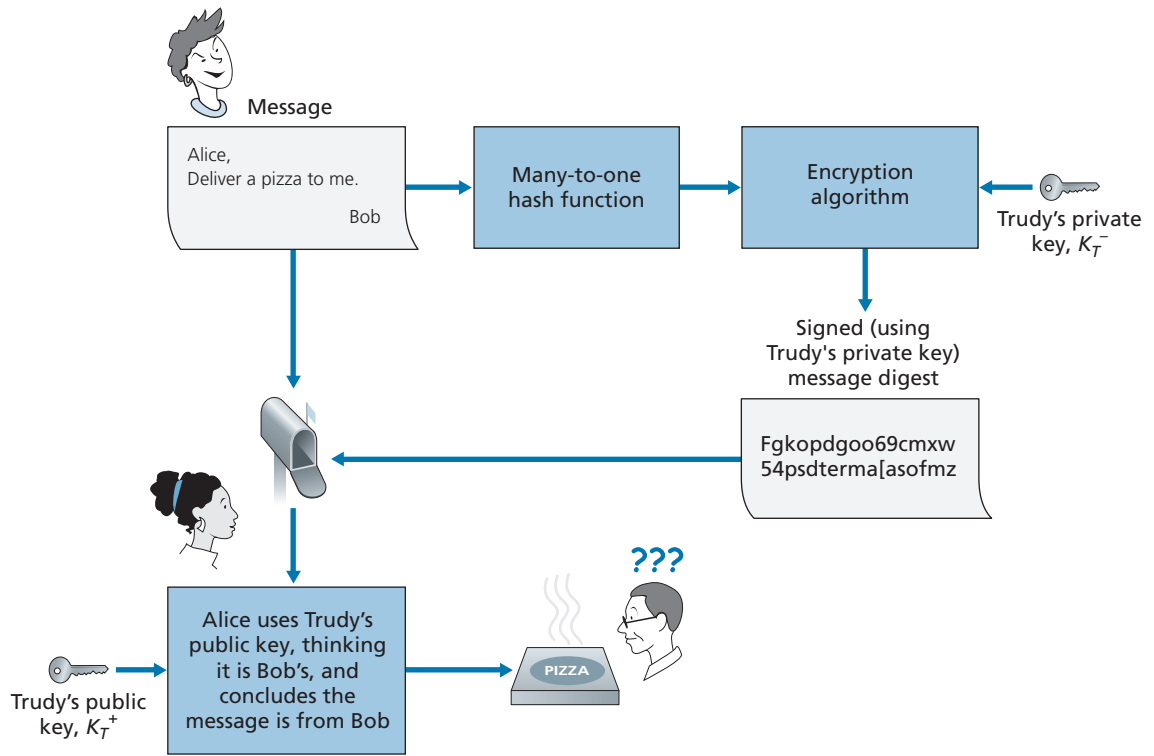 Message
Alice,
Deliver a pizza to me.
Bob
Many-to-one
hash function
Encryption
algorithm
Trudy’s private
key, K_T^−
Signed (using
Trudy's private key)
message digest
Fgkopdgoo69cmxw
54psdterma[asofmz
???
Alice uses Trudy’s
public key, thinking
it is Bob’s, and
concludes the
message is from Bob
PIZZA
Trudy’s public
key, K_T^+